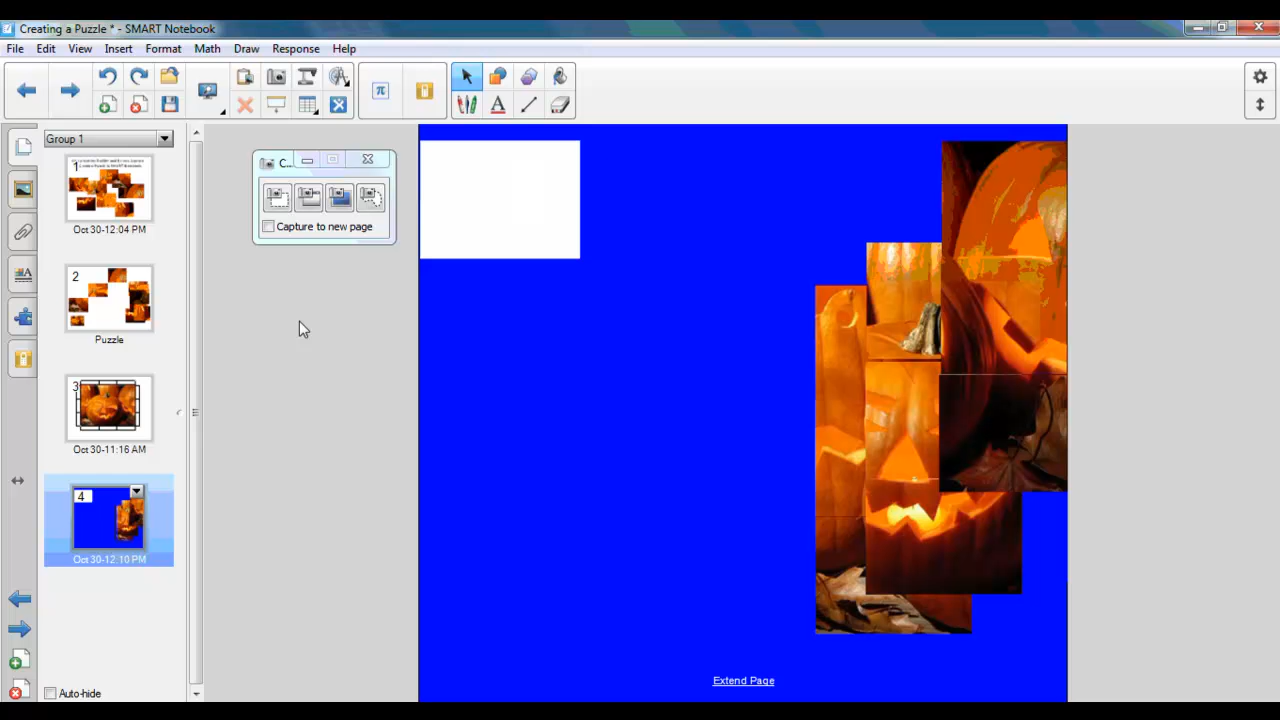 Creating a Puzzle * - SMART Notebook
File Edit View Insert Format Math Draw Response Help
π
Group 1
C...
Capture to new page
1
Oct 30-12:04 PM
2
Puzzle
3
Oct 30-11:16 AM
4
Oct 30-12:10 PM
Extend Page
Auto-hide